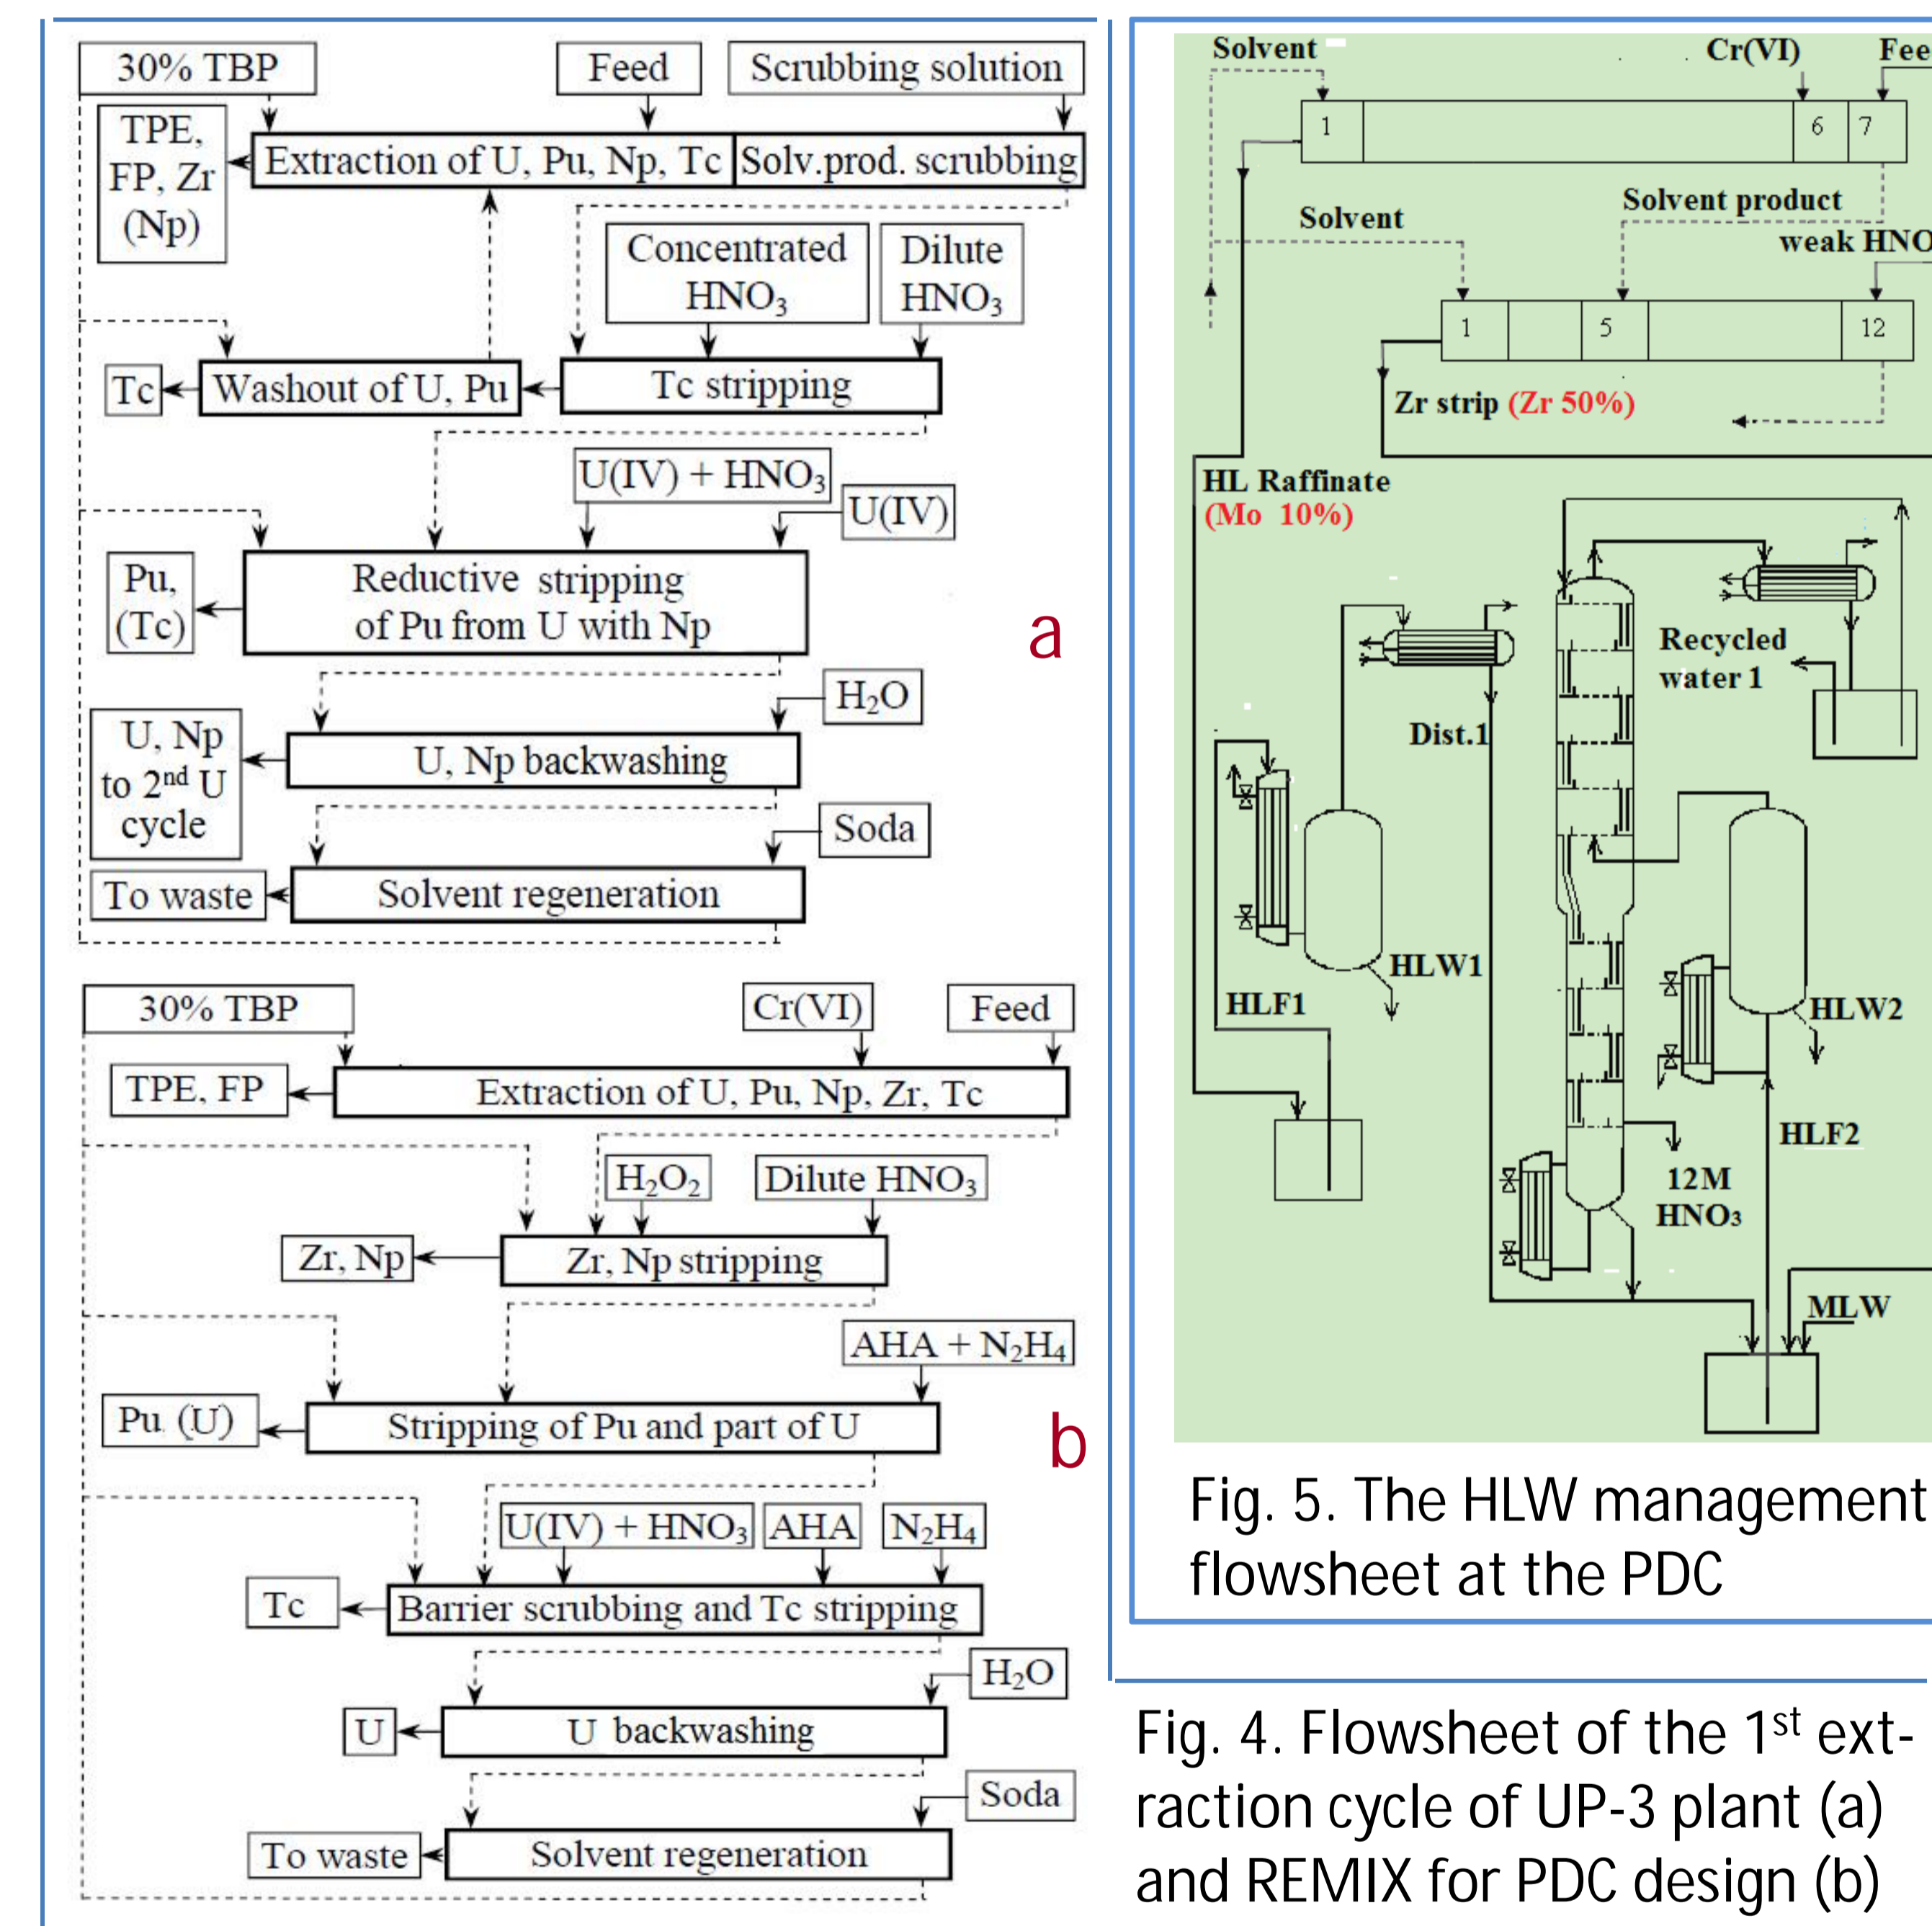 30% TBP
Feed
Scrubbing solution
TPE,
FP, Zr
(Np)
Extraction of U, Pu, Np, Tc
Solv.prod. scrubbing
Concentrated
HNO₃
Dilute
HNO₃
Tc
Washout of U, Pu
Tc stripping
U(IV) + HNO₃
U(IV)
Pu,
(Tc)
Reductive stripping
of Pu from U with Np
a
H₂O
U, Np
to 2nd U
cycle
U, Np backwashing
Soda
To waste
Solvent regeneration
30% TBP
Cr(VI)
Feed
TPE, FP
Extraction of U, Pu, Np, Zr, Tc
H₂O₂
Dilute HNO₃
Zr, Np
Zr, Np stripping
AHA + N₂H₄
Pu (U)
Stripping of Pu and part of U
b
U(IV) + HNO₃
AHA
N₂H₄
Tc
Barrier scrubbing and Tc stripping
H₂O
U
U backwashing
Soda
To waste
Solvent regeneration
Solvent
Cr(VI)
Fee
1
6
7
Solvent product
Solvent
weak HNO
1
5
12
Zr strip (Zr 50%)
HL Raffinate
(Mo 10%)
Recycled
water 1
Dist.1
HLW1
HLF1
HLW2
HLF2
12M
HNO₃
MLW
Fig. 5. The HLW management
flowsheet at the PDC
Fig. 4. Flowsheet of the 1st ext-
raction cycle of UP-3 plant (a)
and REMIX for PDC design (b)